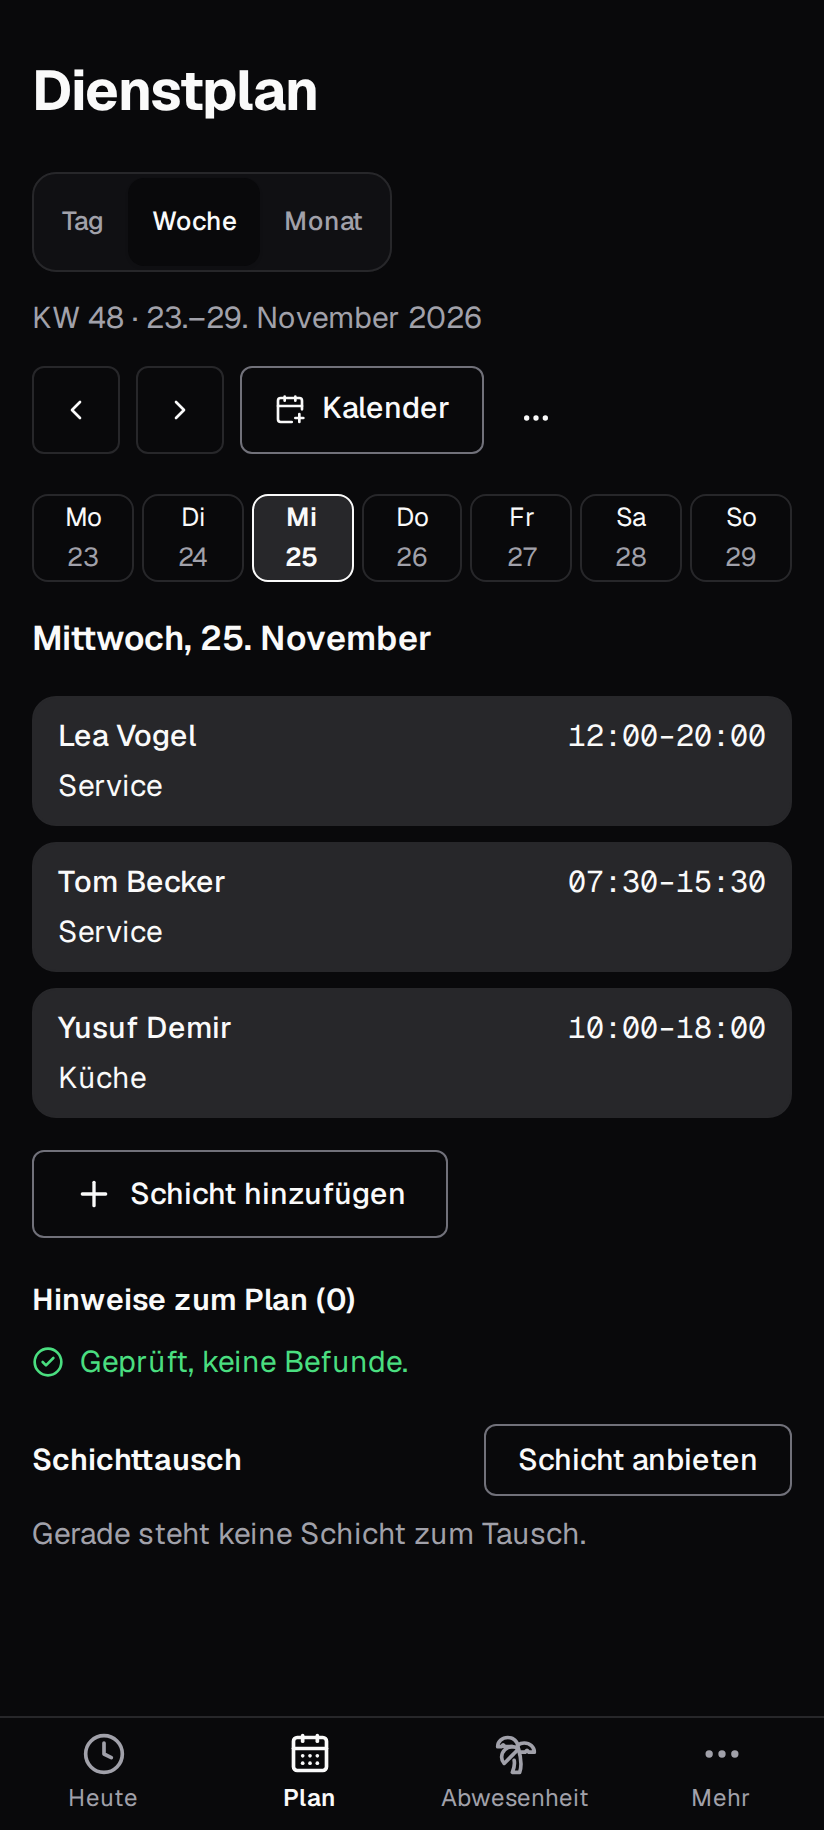 Dienstplan
Tag Woche Monat
KW 48 · 23.–29. November 2026
Kalender ...
Mo Di Mi Do Fr Sa So
23 24 25 26 27 28 29
Mittwoch, 25. November
Lea Vogel 12:00–20:00
Service
Tom Becker 07:30–15:30
Service
Yusuf Demir 10:00–18:00
Küche
Schicht hinzufügen
Hinweise zum Plan (0)
Geprüft, keine Befunde.
Schichttausch Schicht anbieten
Gerade steht keine Schicht zum Tausch.
Heute Plan Abwesenheit Mehr